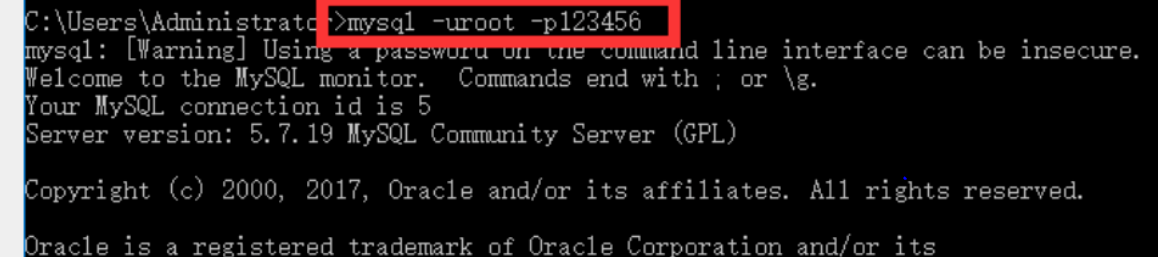 C:\Users\Administrator>mysql -uroot -p123456
mysql: [Warning] Using a password on the command line interface can be insecure.
Welcome to the MySQL monitor.  Commands end with ; or \g.
Your MySQL connection id is 5
Server version: 5.7.19 MySQL Community Server (GPL)
Copyright (c) 2000, 2017, Oracle and/or its affiliates. All rights reserved.
Oracle is a registered trademark of Oracle Corporation and/or its